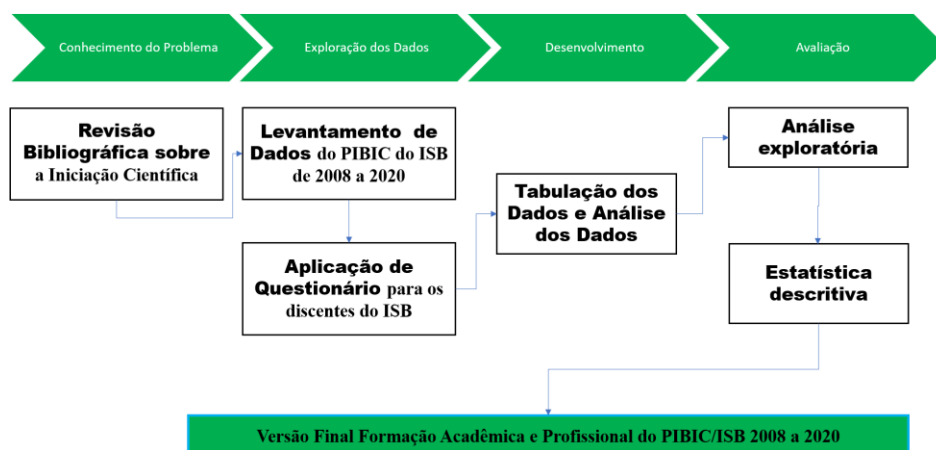 Conhecimento do Problema
Exploração dos Dados
Desenvolvimento
Avaliação
Revisão
Bibliográfica sobre
a Iniciação Científica
Levantamento de
Dados do PIBIC do ISB
de 2008 a 2020
Aplicação de
Questionário para os
discentes do ISB
Tabulação dos
Dados e Análise
dos Dados
Análise
exploratória
Estatística
descritiva
Versão Final Formação Acadêmica e Profissional do PIBIC/ISB 2008 a 2020